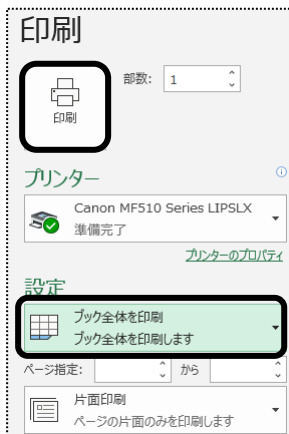 印刷
部数: 1
印刷
プリンター
Canon MF510 Series LIPSLX
準備完了
プリンターのプロパティ
設定
ブック全体を印刷
ブック全体を印刷します
ページ指定: から
片面印刷
ページの片面のみを印刷します